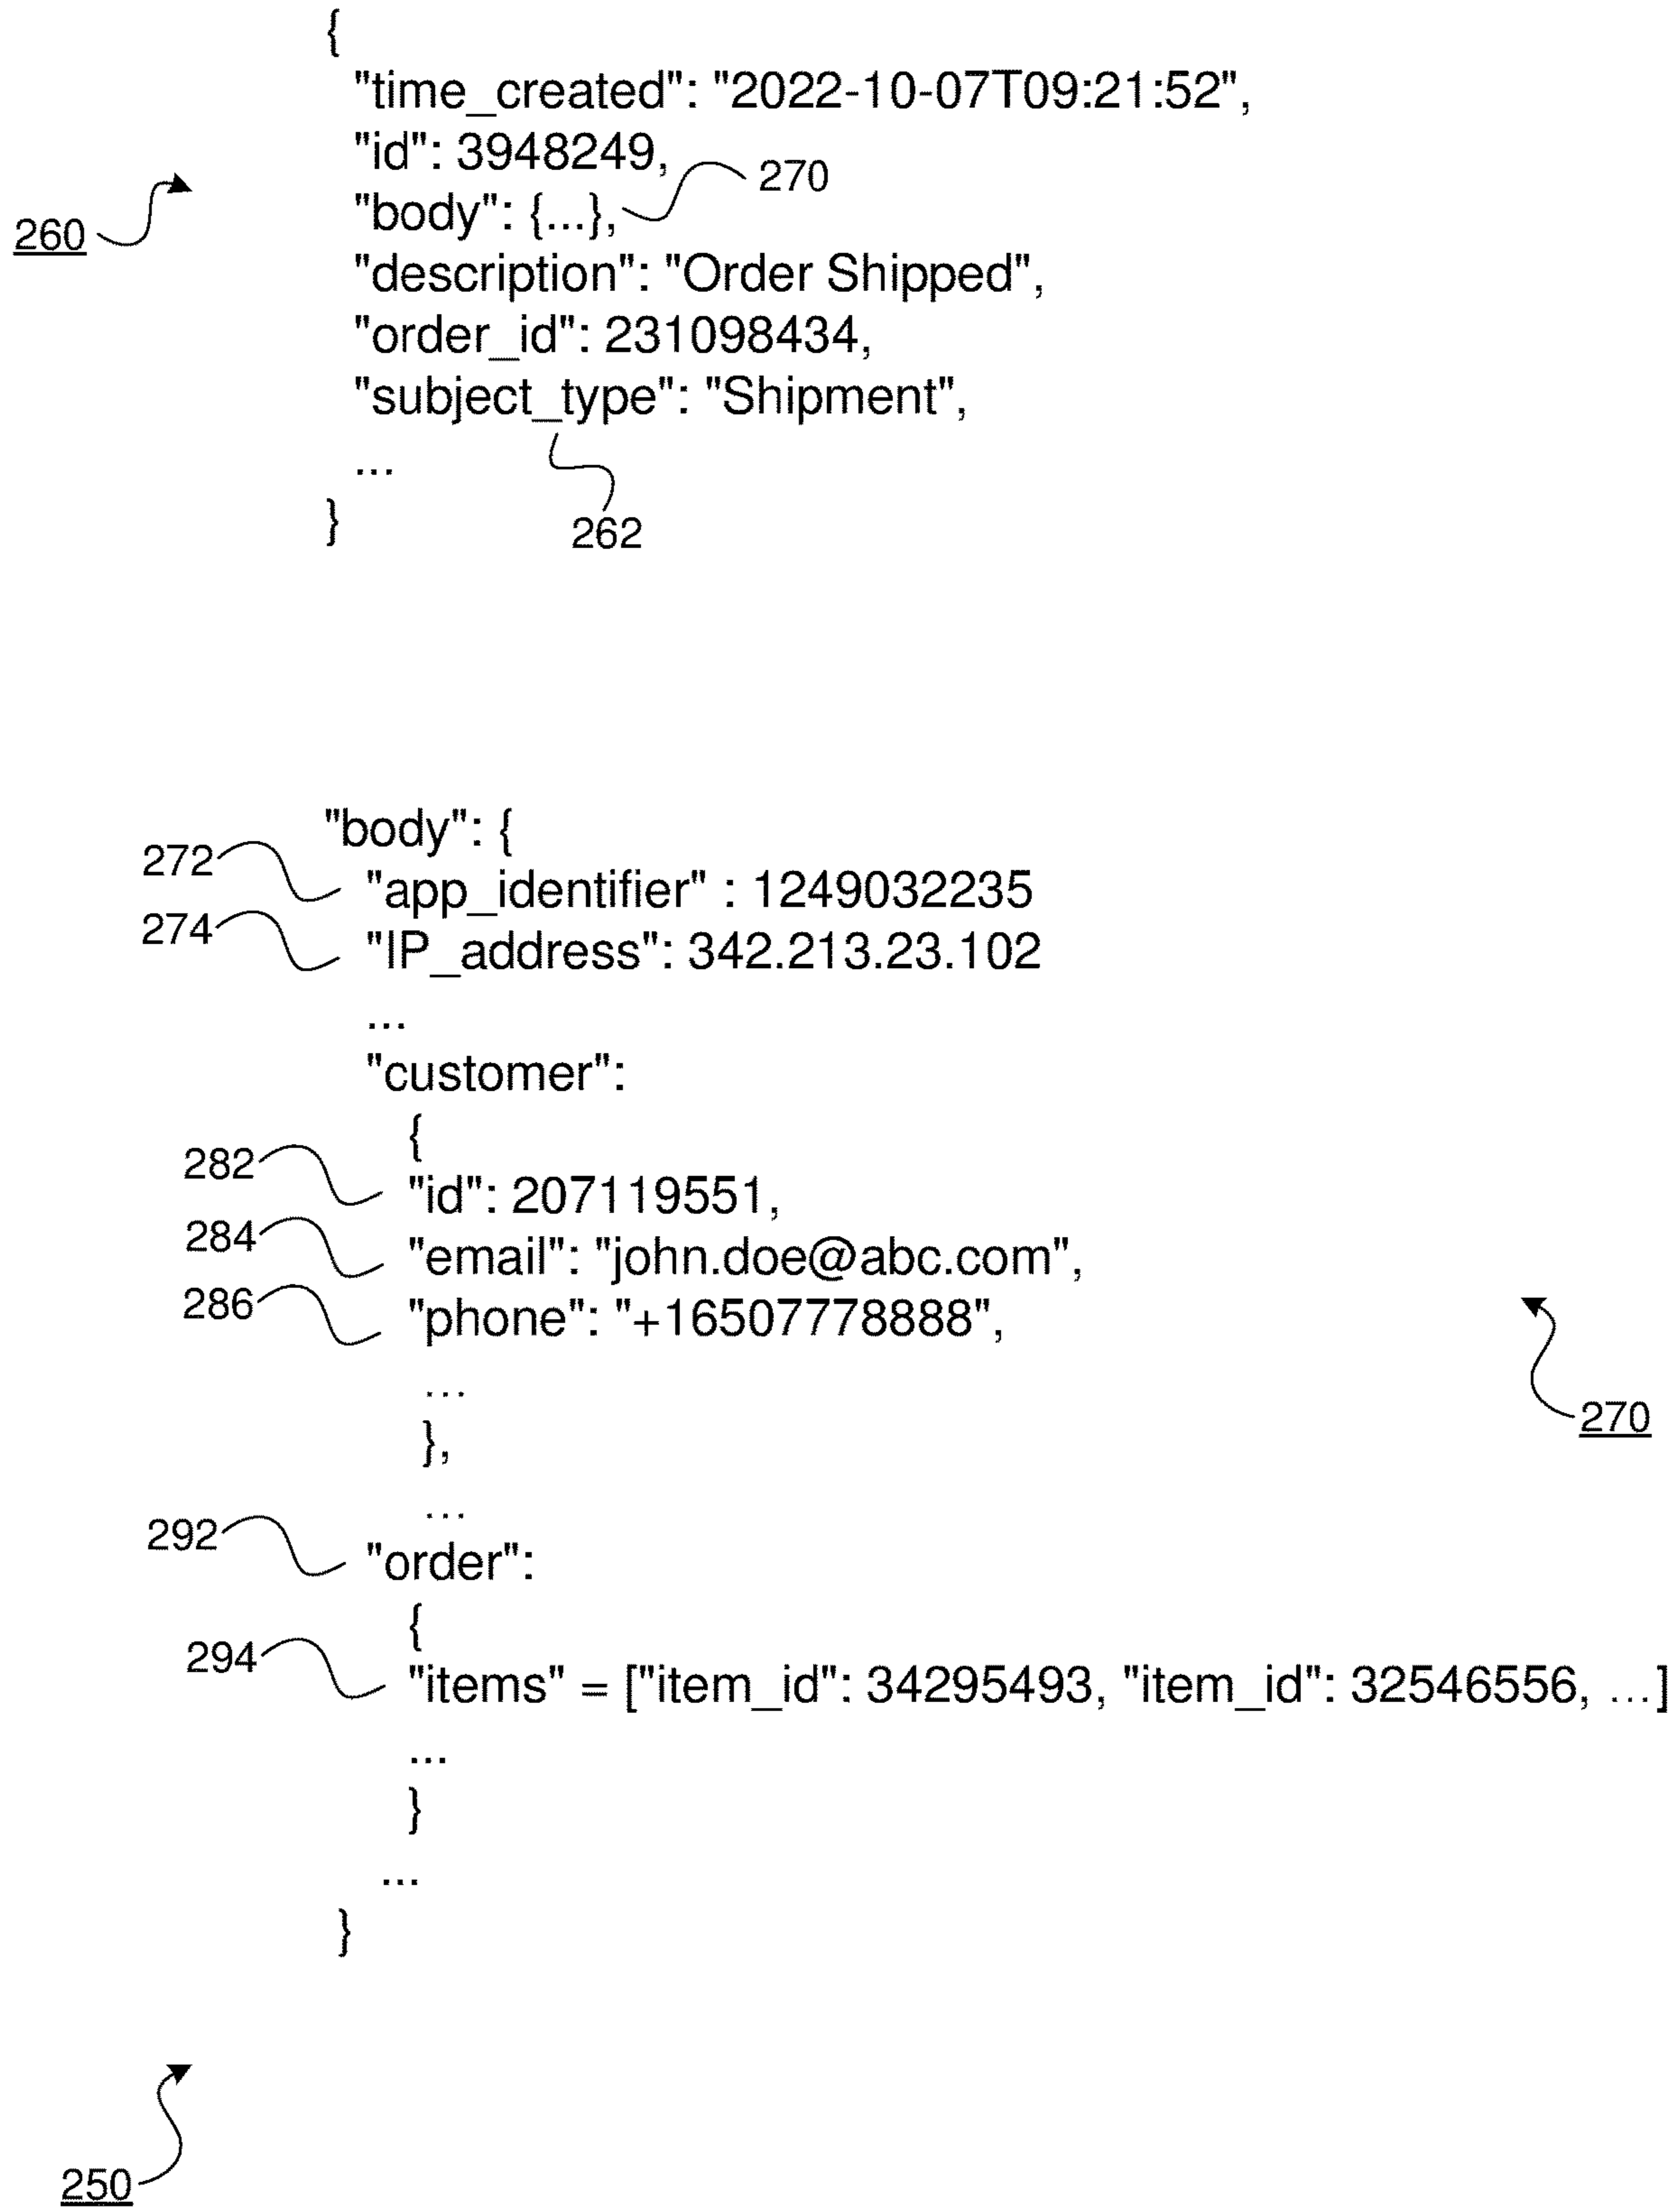 {
"time_created": "2022-10-07T09:21:52",
"id": 3948249,
270
"body": {...},
260
"description": "Order Shipped",
"order_id": 231098434,
"subject_type": "Shipment",
...
}
262
"body": {
272
"app_identifier" : 1249032235
274
"IP_address": 342.213.23.102
...
"customer":
{
282
"id": 207119551,
284
"email": "john.doe@abc.com",
286
"phone": "+16507778888",
...
270
},
...
292
"order":
{
294
"items" = ["item_id": 34295493, "item_id": 32546556, ...]
...
}
...
}
250